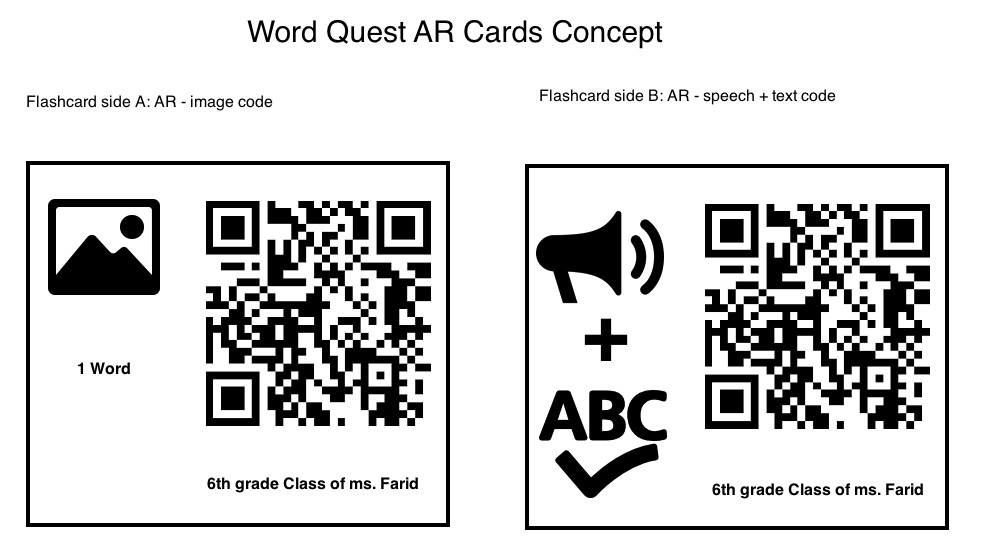 Word Quest AR Cards Concept
Flashcard side A: AR - image code
Flashcard side B: AR - speech + text code
1 Word
6th grade Class of ms. Farid
+
ABC
6th grade Class of ms. Farid